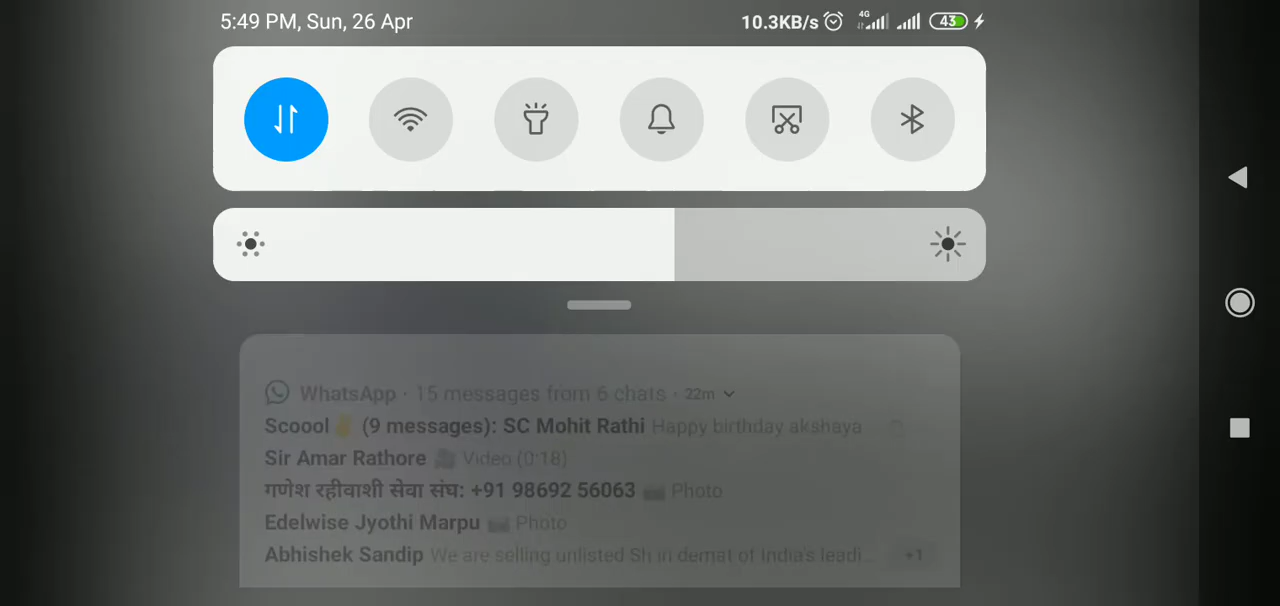 5:49 PM, Sun, 26 Apr 10.3KB/s 4G 43
WhatsApp · 15 messages from 6 chats · 22m
Scoool ✌ (9 messages): SC Mohit Rathi Happy birthday akshaya
Sir Amar Rathore 🎥 Video (0:18)
गणेश रहीवाशी सेवा संघ: +91 98692 56063 📷 Photo
Edelwise Jyothi Marpu 📷 Photo
Abhishek Sandip We are selling unlisted Sh in demat of India's leadi... +1